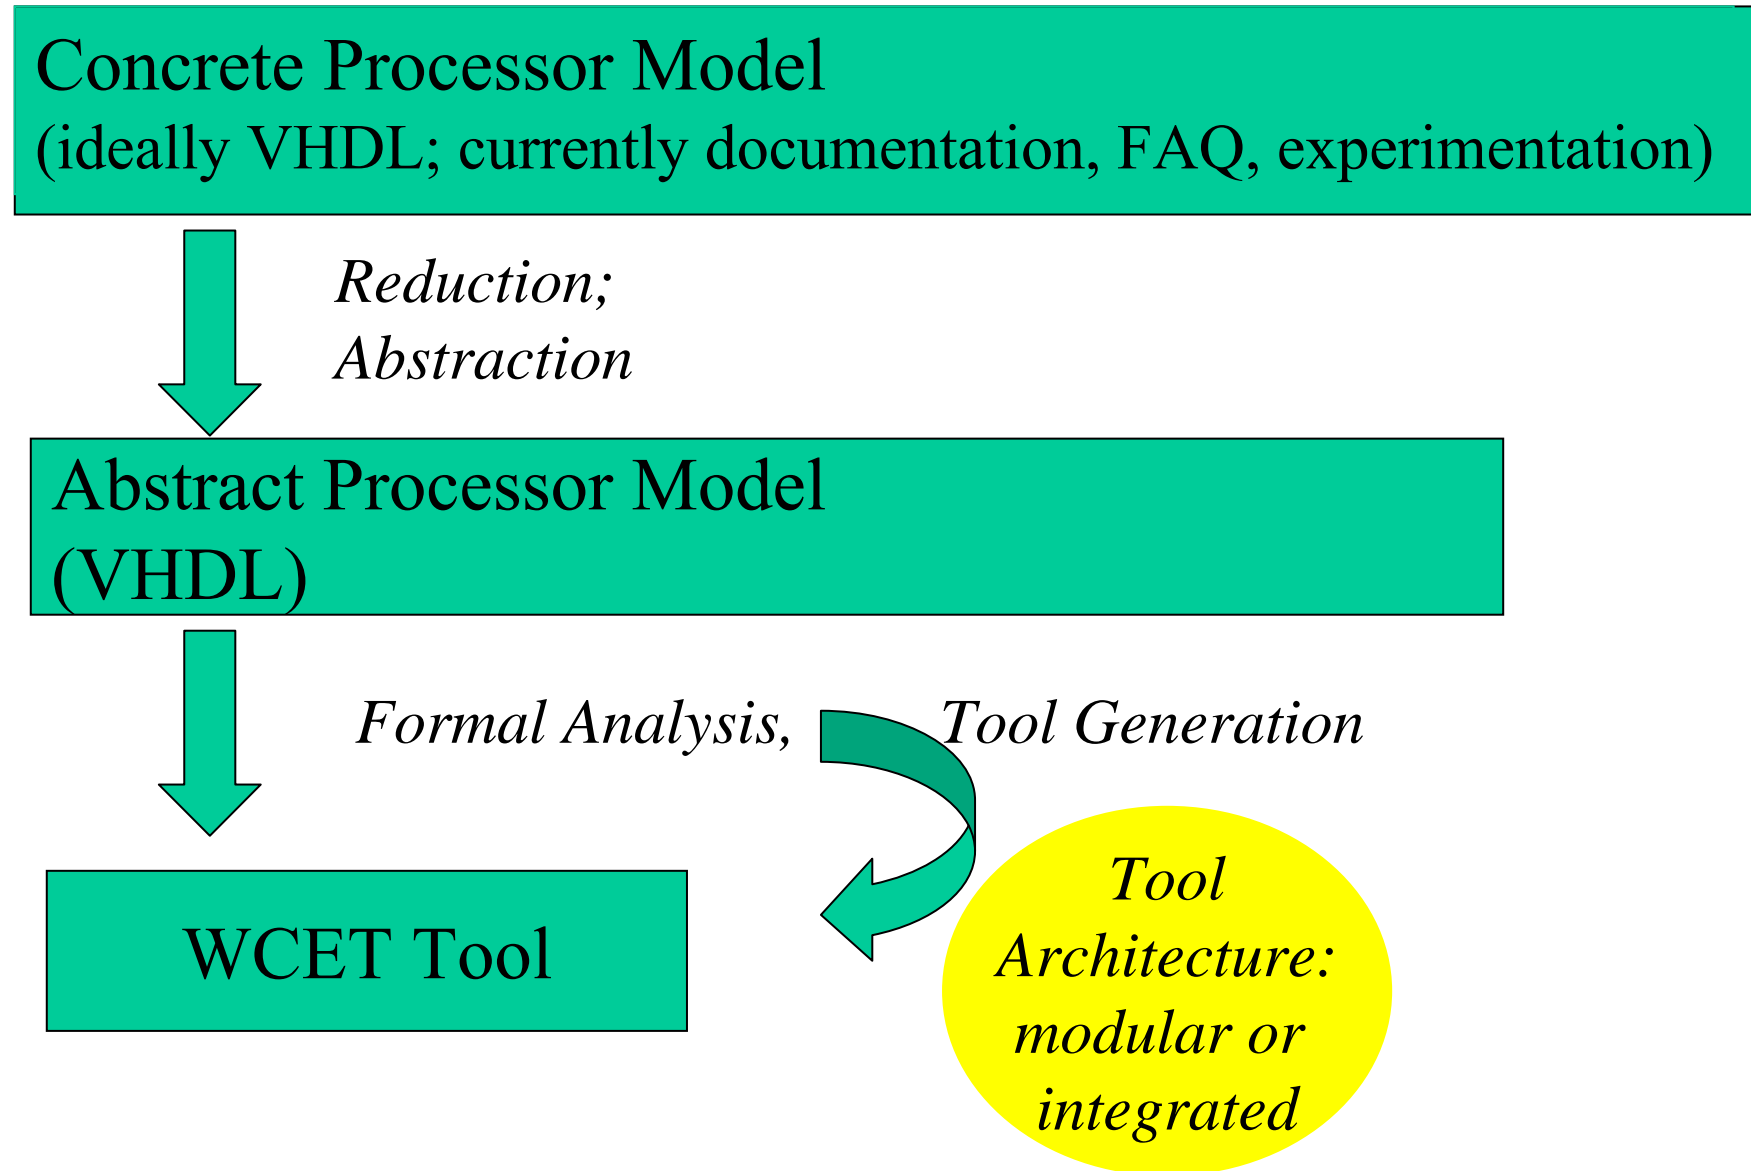 Concrete Processor Model
(ideally VHDL; currently documentation, FAQ, experimentation)
Reduction;
Abstraction
Abstract Processor Model
(VHDL)
Formal Analysis, Tool Generation
WCET Tool
Tool
Architecture:
modular or
integrated